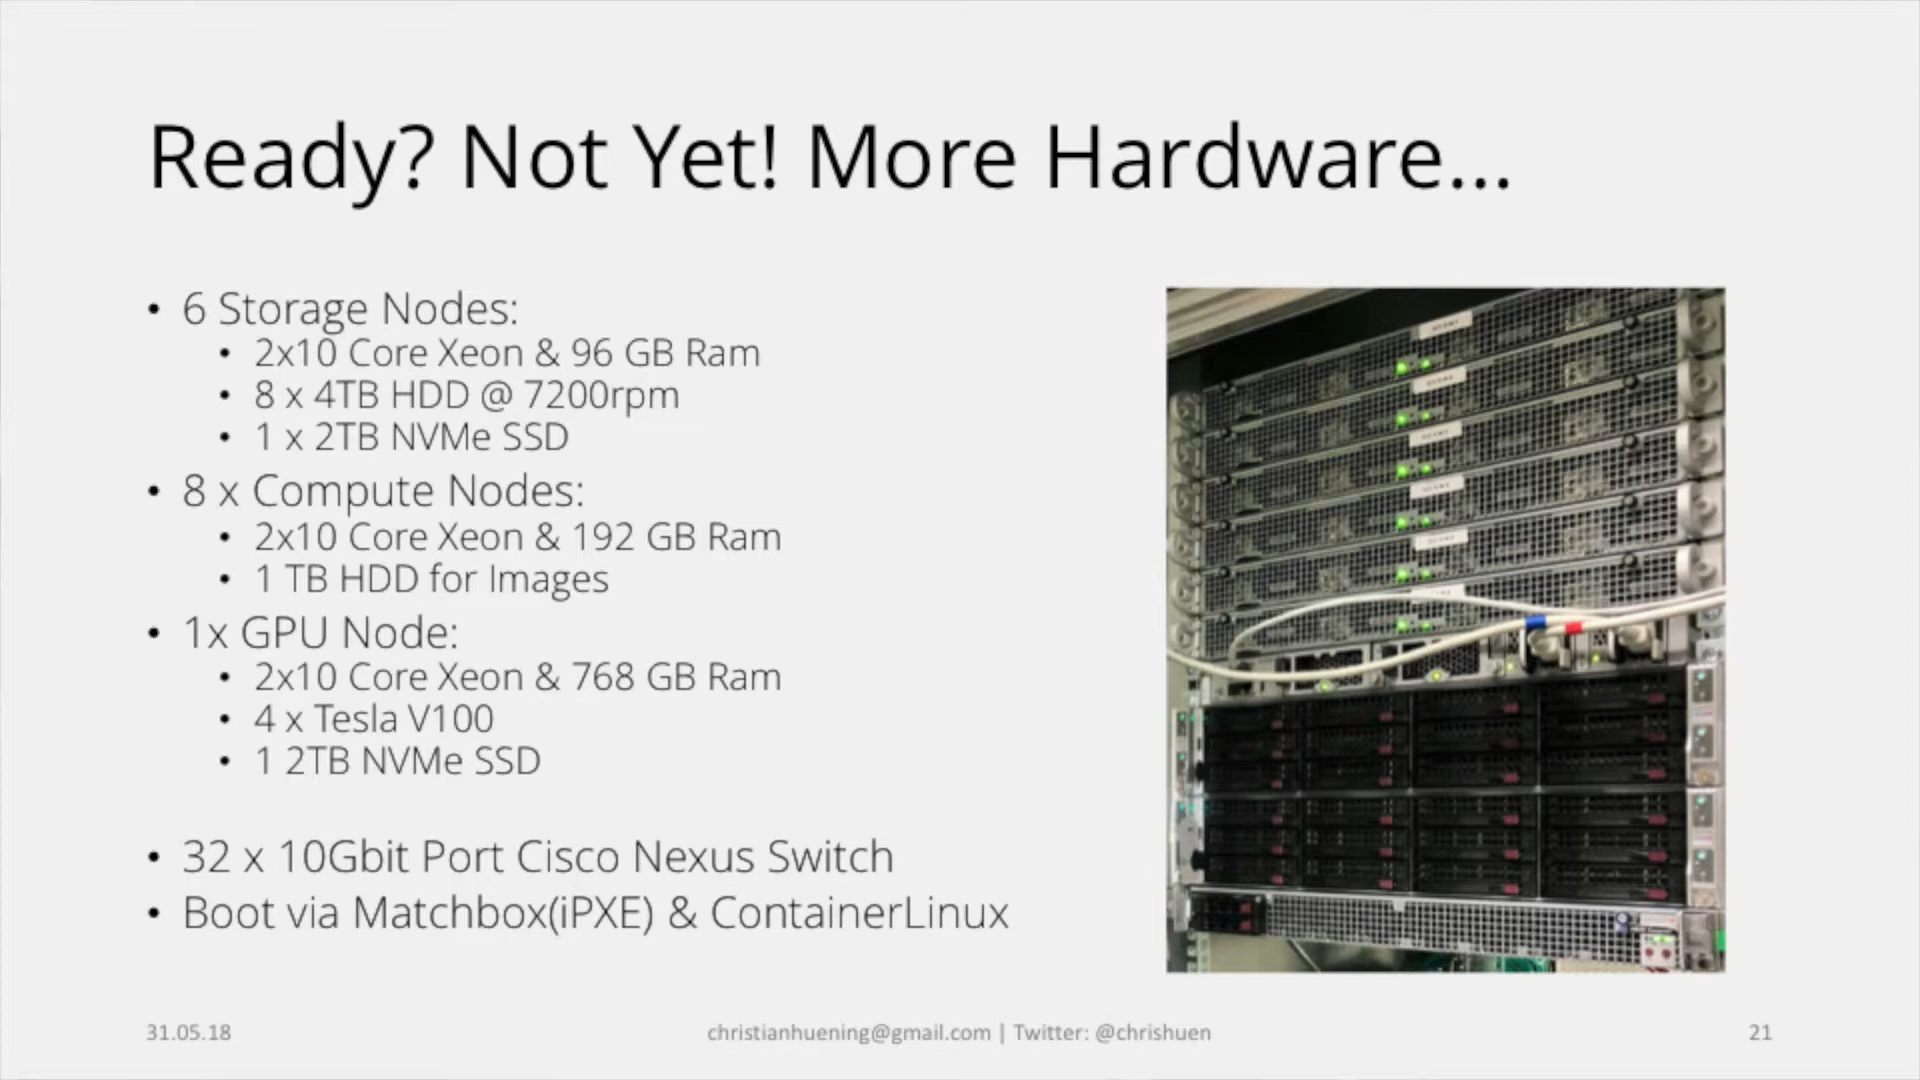 Ready? Not Yet! More Hardware...
• 6 Storage Nodes:
• 2x10 Core Xeon & 96 GB Ram
• 8 x 4TB HDD @ 7200rpm
• 1 x 2TB NVMe SSD
• 8 x Compute Nodes:
• 2x10 Core Xeon & 192 GB Ram
• 1 TB HDD for Images
• 1x GPU Node:
• 2x10 Core Xeon & 768 GB Ram
• 4 x Tesla V100
• 1 2TB NVMe SSD
• 32 x 10Gbit Port Cisco Nexus Switch
• Boot via Matchbox(iPXE) & ContainerLinux
31.05.18
christianhuening@gmail.com | Twitter: @chrishuen
21